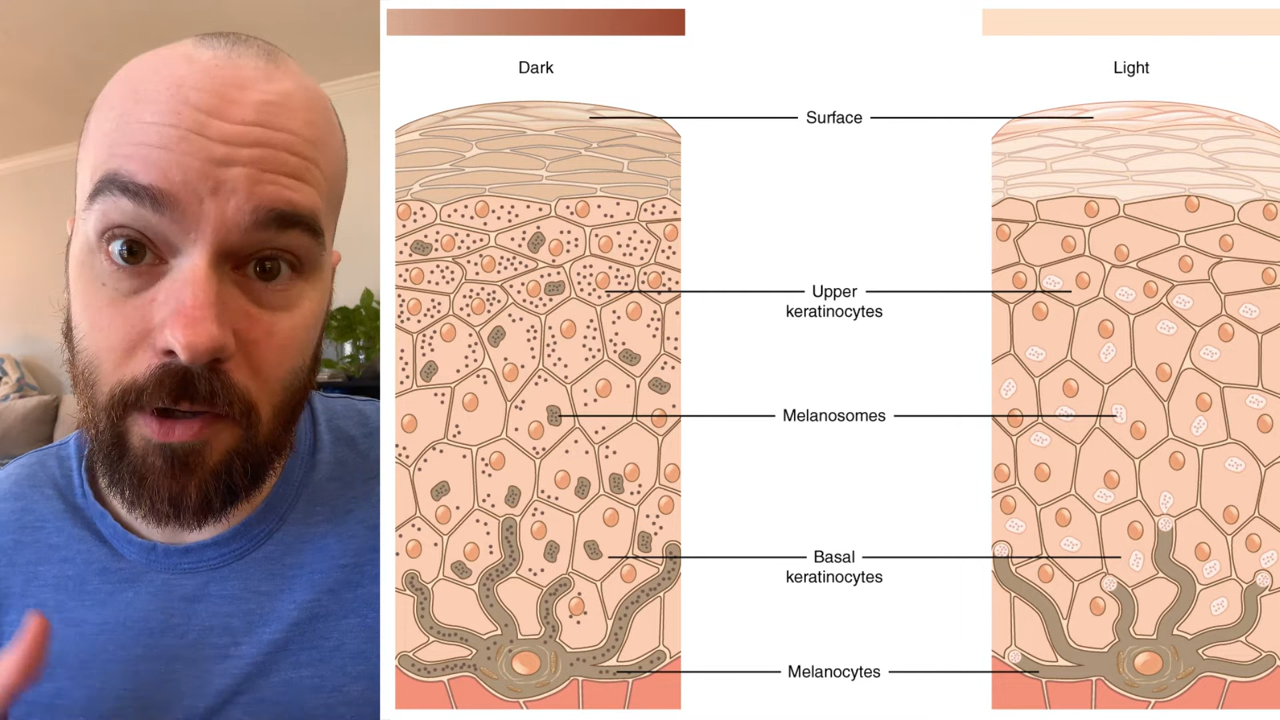 Dark
Light
Surface
Upper
keratinocytes
Melanosomes
Basal
keratinocytes
Melanocytes